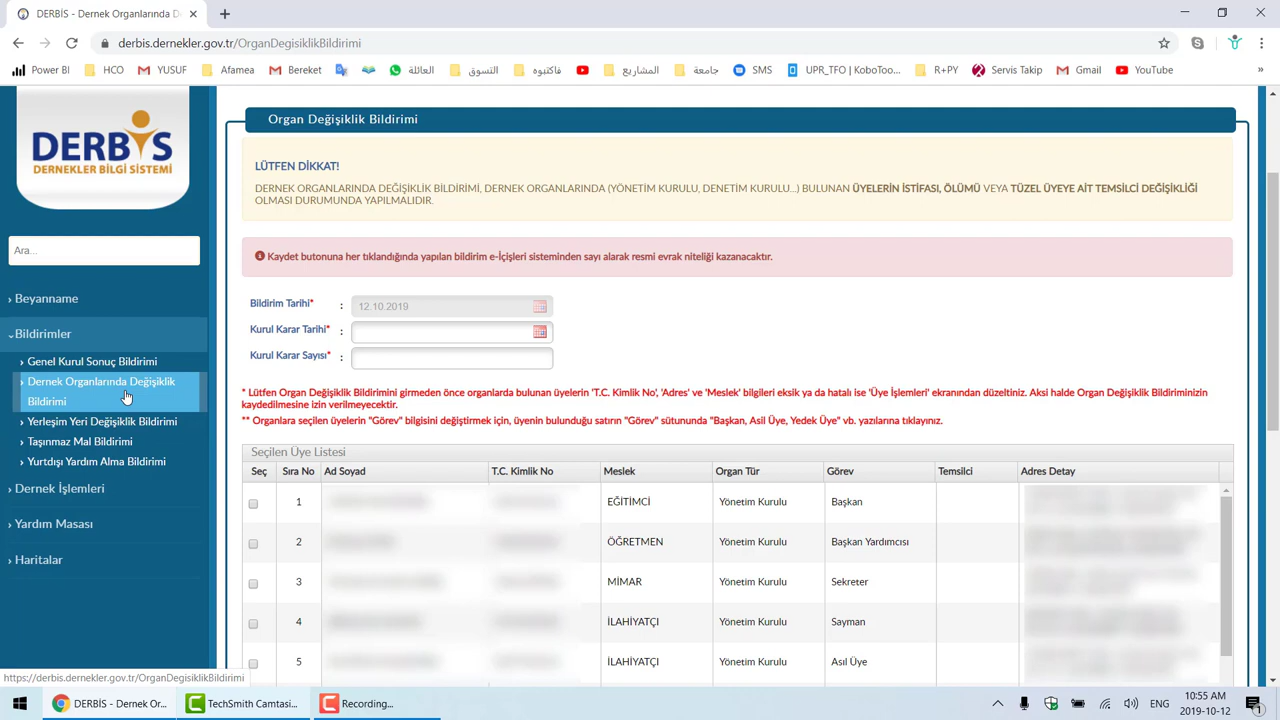 DERBİS - Dernek Organlarında D
derbis.dernekler.gov.tr/OrganDegisiklikBildirimi
Power BI
HCO
YUSUF
Afamea
Bereket
العائلة
التسوق
فاكتيوه
المشاريع
جامعة
SMS
UPR_TFO | KoboToo...
R+PY
Servis Takip
Gmail
YouTube
»
DERBİS
DERNEKLER BİLGİ SİSTEMİ
Ara...
› Beyanname
Bildirimler
› Genel Kurul Sonuç Bildirimi
› Dernek Organlarında Değişiklik
Bildirimi
› Yerleşim Yeri Değişiklik Bildirimi
› Taşınmaz Mal Bildirimi
› Yurtdışı Yardım Alma Bildirimi
› Dernek İşlemleri
› Yardım Masası
› Haritalar
https://derbis.dernekler.gov.tr/OrganDegisiklikBildirimi
Organ Değişiklik Bildirimi
LÜTFEN DİKKAT!
DERNEK ORGANLARINDA DEĞİŞİKLİK BİLDİRİMİ, DERNEK ORGANLARINDA (YÖNETİM KURULU, DENETİM KURULU...) BULUNAN ÜYELERİN İSTİFASI, ÖLÜMÜ VEYA TÜZEL ÜYEYE AİT TEMSİLCİ DEĞİŞİKLİĞİ
OLMASI DURUMUNDA YAPILMALIDIR.
Kaydet butonuna her tıklandığında yapılan bildirim e-İçişleri sisteminden sayı alarak resmi evrak niteliği kazanacaktır.
Bildirim Tarihi* : 12.10.2019
Kurul Karar Tarihi* :
Kurul Karar Sayısı* :
* Lütfen Organ Değişiklik Bildirimini girmeden önce organlarda bulunan üyelerin 'T.C. Kimlik No', 'Adres' ve 'Meslek' bilgileri eksik ya da hatalı ise 'Üye İşlemleri' ekranından düzeltiniz. Aksi halde Organ Değişiklik Bildiriminizin
kaydedilmesine izin verilmeyecektir.
** Organlara seçilen üyelerin "Görev" bilgisini değiştirmek için, üyenin bulunduğu satırın "Görev" sütununda "Başkan, Asil Üye, Yedek Üye" vb. yazılarına tıklayınız.
Seçilen Üye Listesi
Seç Sıra No Ad Soyad T.C. Kimlik No Meslek Organ Tür Görev Temsilci Adres Detay
1 EĞİTİMCİ Yönetim Kurulu Başkan
2 ÖĞRETMEN Yönetim Kurulu Başkan Yardımcısı
3 MİMAR Yönetim Kurulu Sekreter
4 İLAHİYATÇI Yönetim Kurulu Sayman
5 İLAHİYATÇI Yönetim Kurulu Asıl Üye
DERBİS - Dernek Or...
TechSmith Camtasi...
Recording...
ENG
10:55 AM
2019-10-12
1